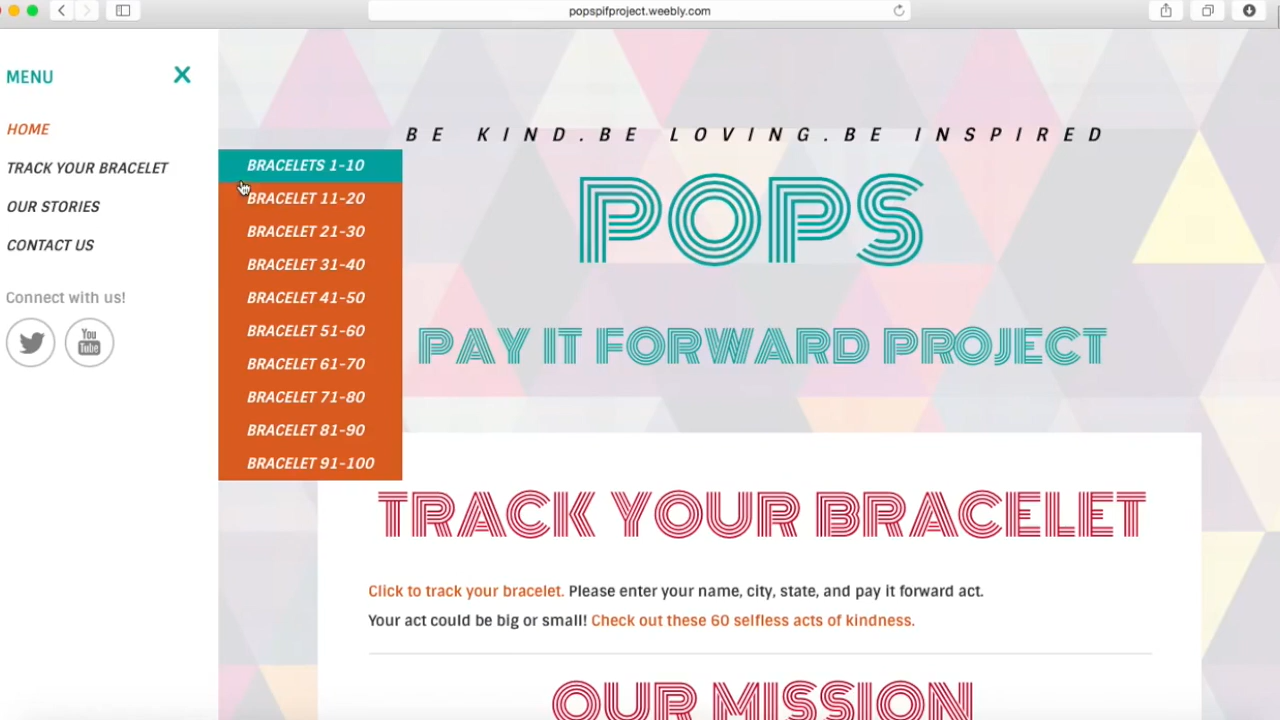 popspifproject.weebly.com
MENU
HOME
TRACK YOUR BRACELET
OUR STORIES
CONTACT US
Connect with us!
You
Tube
BRACELETS 1-10
BRACELET 11-20
BRACELET 21-30
BRACELET 31-40
BRACELET 41-50
BRACELET 51-60
BRACELET 61-70
BRACELET 71-80
BRACELET 81-90
BRACELET 91-100
BE KIND.BE LOVING.BE INSPIRED
POPS
PAY IT FORWARD PROJECT
TRACK YOUR BRACELET
Click to track your bracelet. Please enter your name, city, state, and pay it forward act.
Your act could be big or small! Check out these 60 selfless acts of kindness.
OUR MISSION